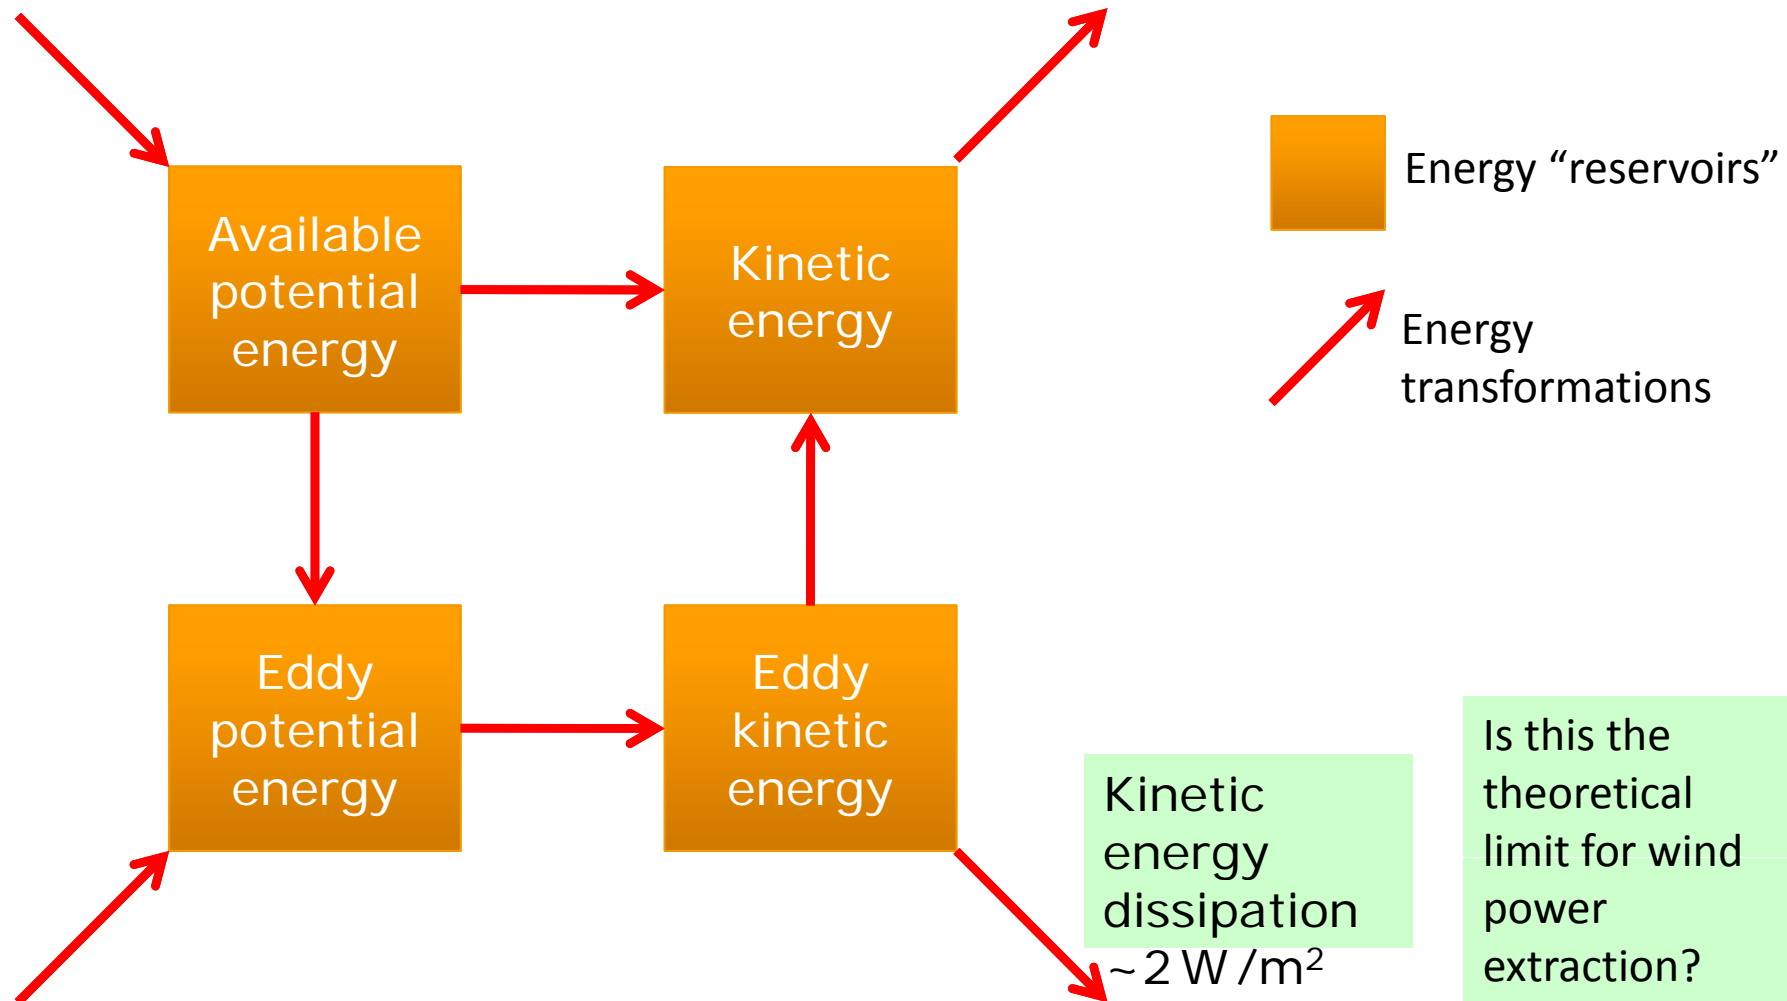 Available
potential
energy
Kinetic
energy
Energy “reservoirs”
Energy
transformations
Eddy
potential
energy
Eddy
kinetic
energy
Kinetic
energy
dissipation
~2 W/m²
Is this the
theoretical
limit for wind
power
extraction?